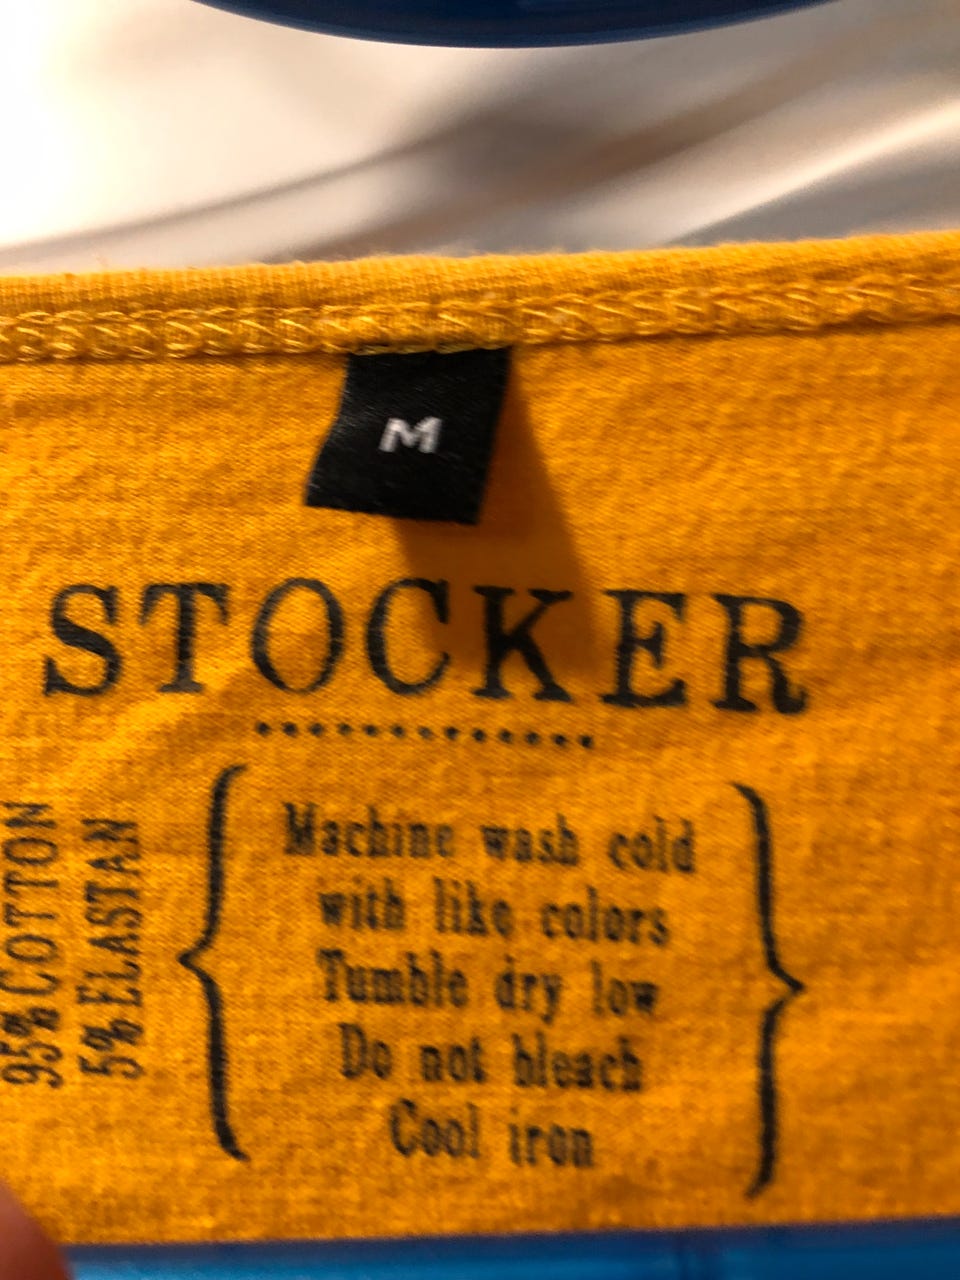 M
STOCKER
95% COTTON
5% ELASTAN
Machine wash cold
with like colors
Tumble dry low
Do not bleach
Cool iron